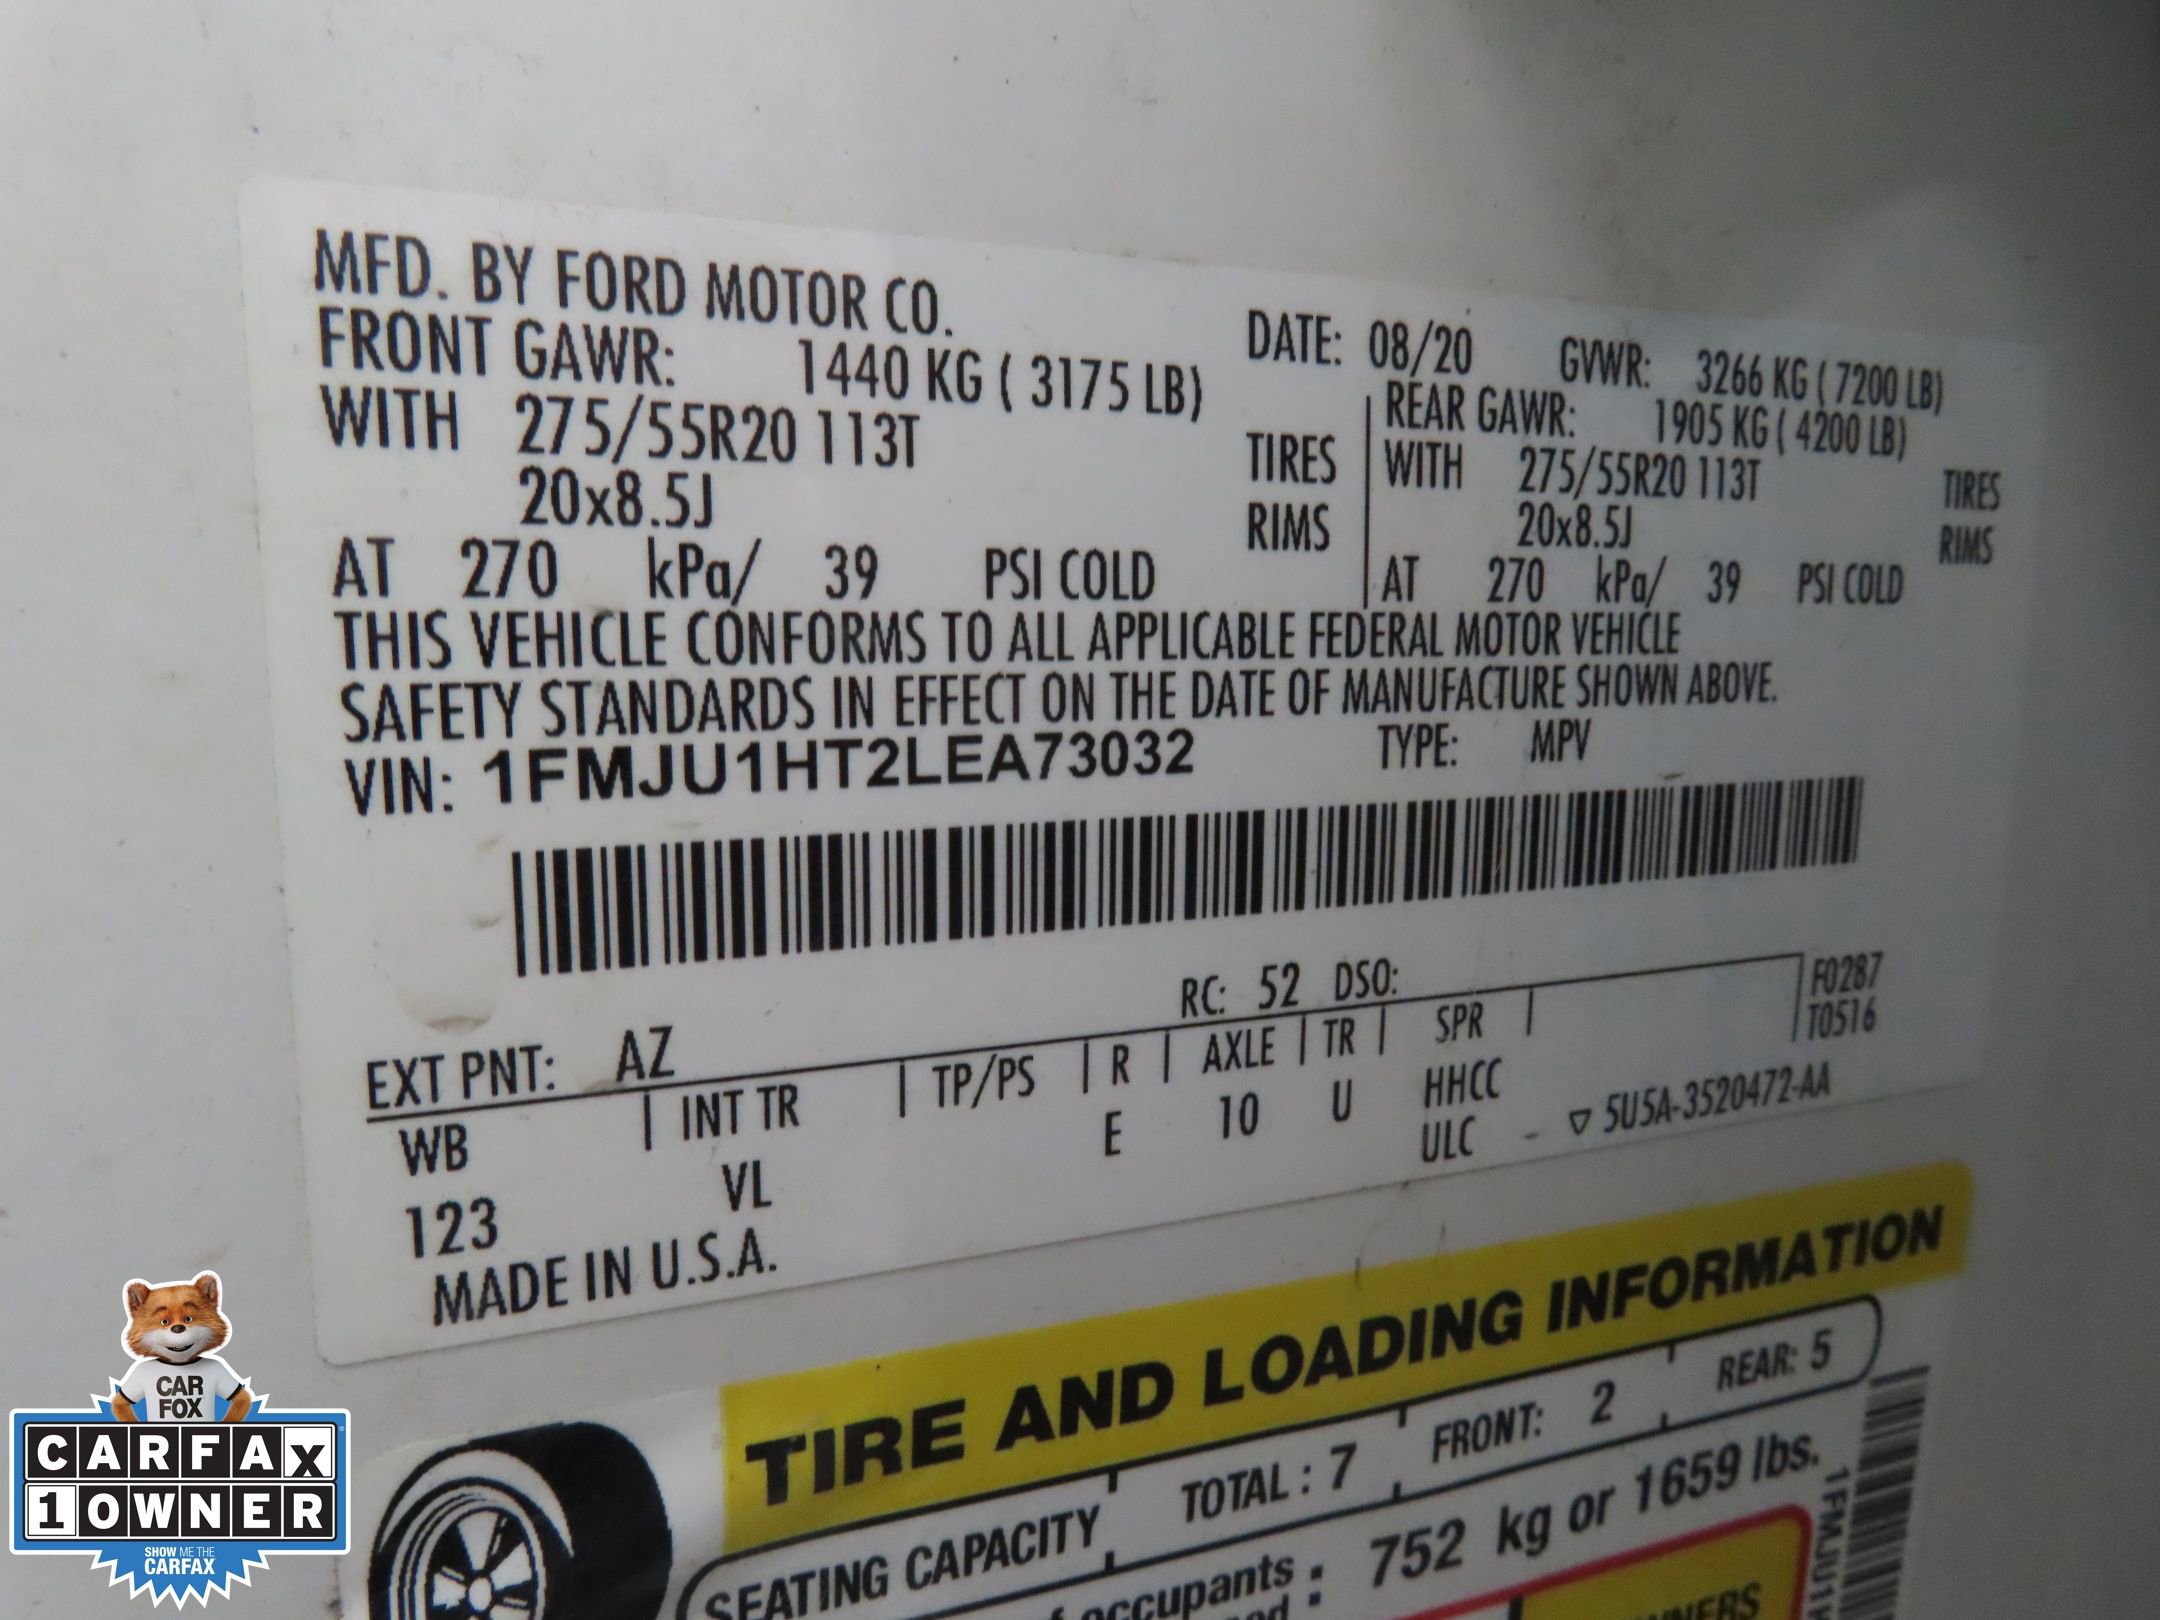 MFD. BY FORD MOTOR CO.
DATE: 08/20 GVWR: 3266 KG ( 7200 LB)
FRONT GAWR: 1440 KG ( 3175 LB)
WITH 275/55R20 113T TIRES
20x8.5J RIMS
AT 270 kPa/ 39 PSI COLD
REAR GAWR: 1905 KG ( 4200 LB)
WITH 275/55R20 113T TIRES
20x8.5J RIMS
AT 270 kPa/ 39 PSI COLD
THIS VEHICLE CONFORMS TO ALL APPLICABLE FEDERAL MOTOR VEHICLE
SAFETY STANDARDS IN EFFECT ON THE DATE OF MANUFACTURE SHOWN ABOVE.
VIN: 1FMJU1HT2LEA73032 TYPE: MPV
EXT PNT: AZ RC: 52 DSO:
F0287
T0516
WB | INT TR | TP/PS | R | AXLE | TR | SPR |
123 VL E 10 U HHCC
ULC
5U5A-3520472-AA
MADE IN U.S.A.
TIRE AND LOADING INFORMATION
SEATING CAPACITY TOTAL : 7 FRONT: 2 REAR: 5
occupants : 752 kg or 1659 lbs.
CAR
FOX
CARFAX
1 OWNER
SHOW ME THE
CARFAX